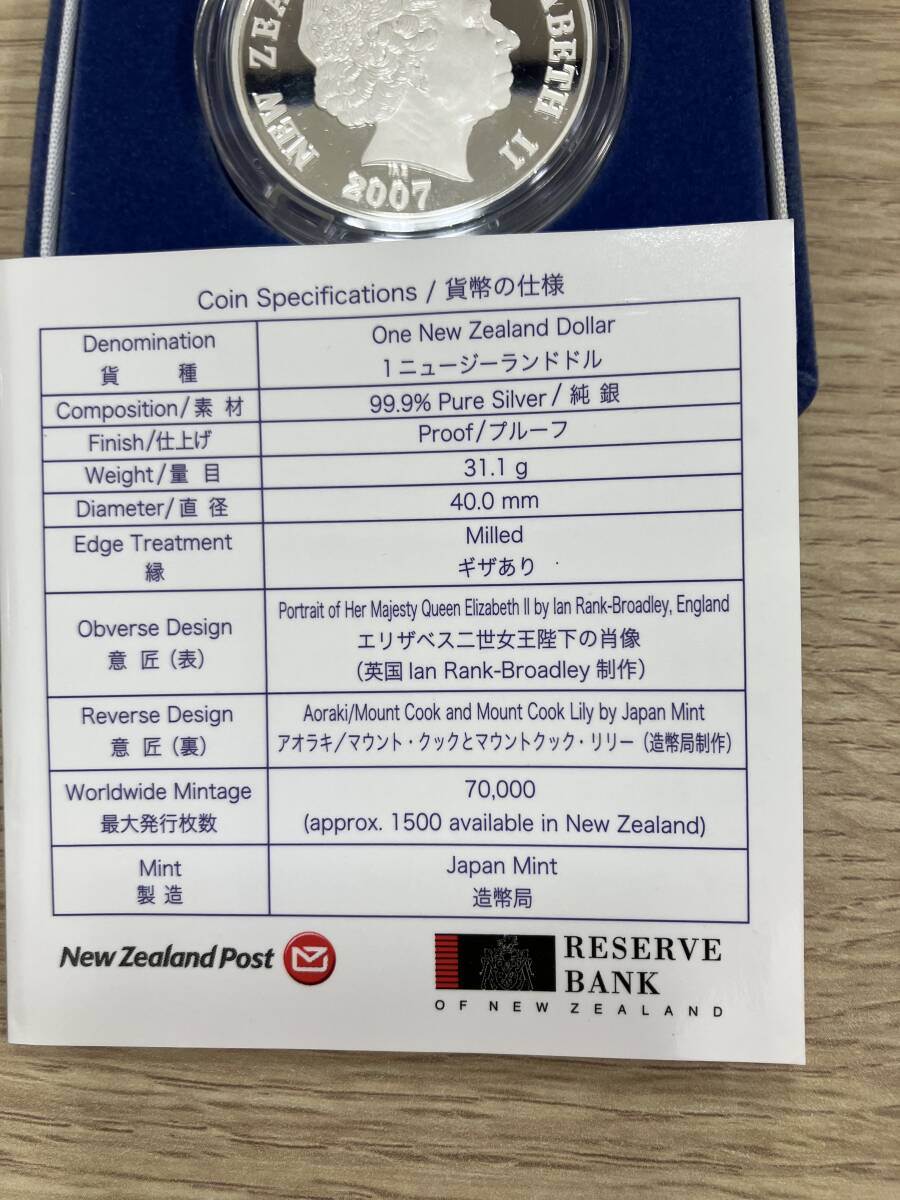 NEW ZEA
ABETH II
IRB
2007
Coin Specifications / 貨幣の仕様
Denomination
貨 種
One New Zealand Dollar
1ニュージーランドドル
Composition/素 材
99.9% Pure Silver/純 銀
Finish/仕上げ
Proof/プルーフ
Weight/量 目
31.1 g
Diameter/直 径
40.0 mm
Edge Treatment
縁
Milled
ギザあり
Obverse Design
意 匠(表)
Portrait of Her Majesty Queen Elizabeth II by Ian Rank-Broadley, England
エリザベス二世女王陛下の肖像
(英国 Ian Rank-Broadley 制作)
Reverse Design
意 匠(裏)
Aoraki/Mount Cook and Mount Cook Lily by Japan Mint
アオラキ/マウント・クックとマウントクック・リリー(造幣局制作)
Worldwide Mintage
最大発行枚数
70,000
(approx. 1500 available in New Zealand)
Mint
製 造
Japan Mint
造幣局
New Zealand Post
RESERVE
BANK
OF NEW ZEALAND